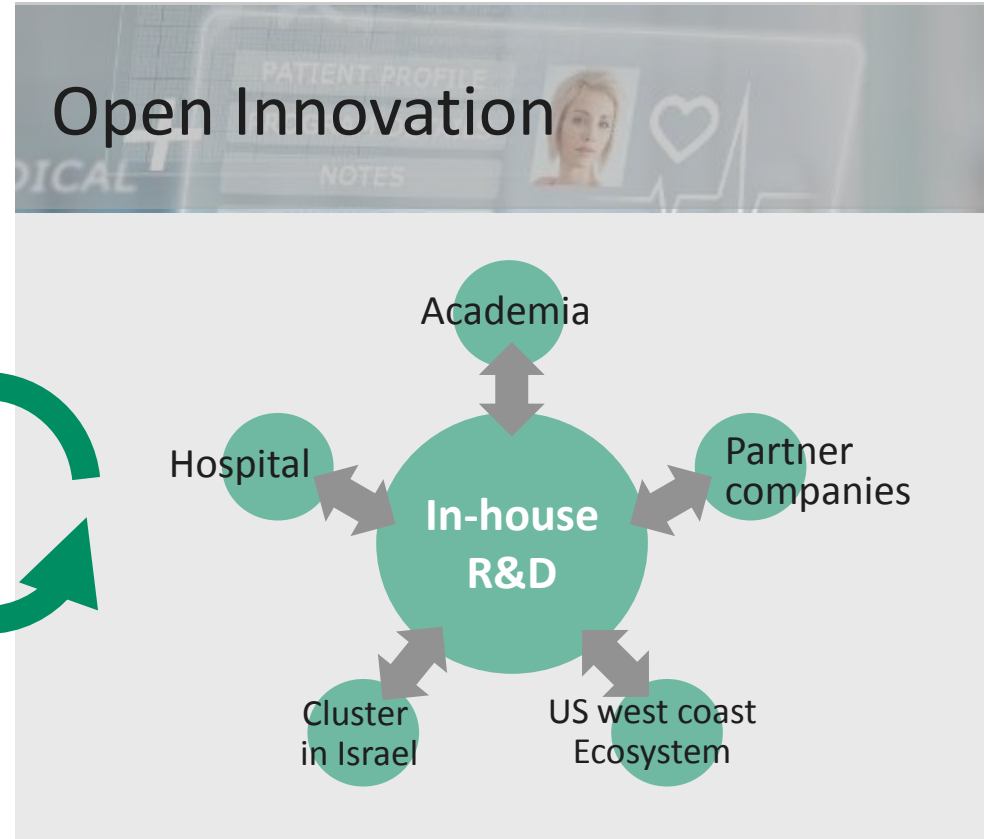 PATIENT PROFILE
Open Innovation
DICAL
NOTES
Academia
Hospital
Partner
companies
In-house
R&D
Cluster
in Israel
US west coast
Ecosystem